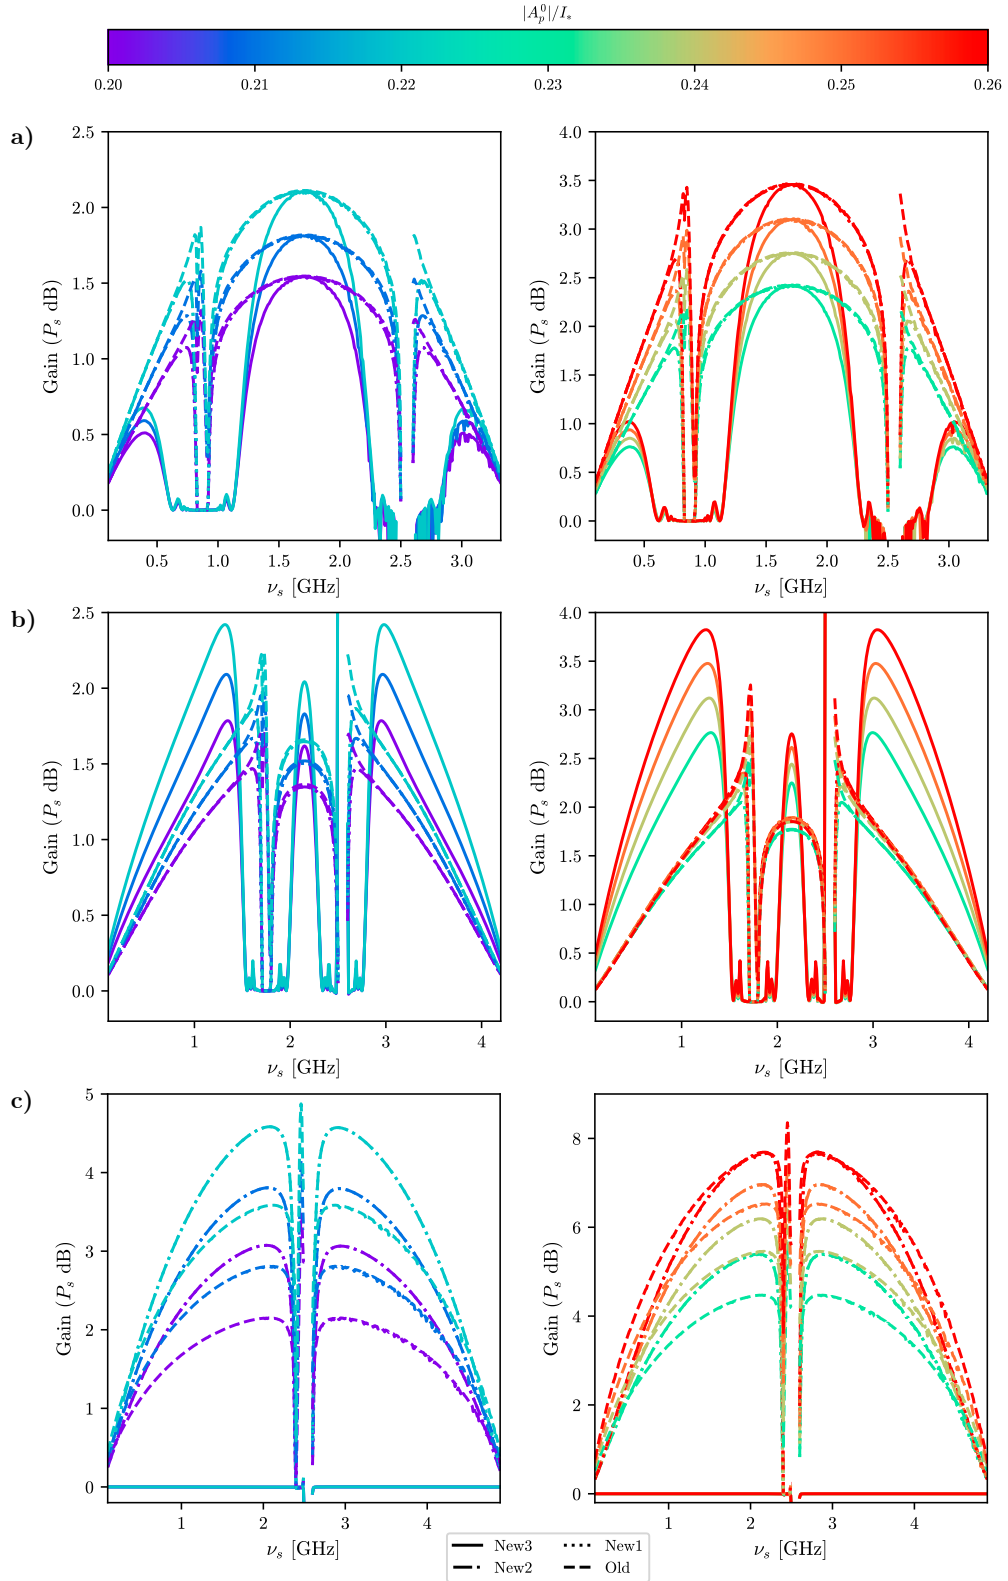 |A_p^0|/I_*
0.20 0.21 0.22 0.23 0.24 0.25 0.26
a)
2.5
2.0
1.5
1.0
0.5
0.0
Gain (P_s dB)
0.5 1.0 1.5 2.0 2.5 3.0
ν_s [GHz]
4.0
3.5
3.0
2.5
2.0
1.5
1.0
0.5
0.0
Gain (P_s dB)
0.5 1.0 1.5 2.0 2.5 3.0
ν_s [GHz]
b)
2.5
2.0
1.5
1.0
0.5
0.0
Gain (P_s dB)
1 2 3 4
ν_s [GHz]
4.0
3.5
3.0
2.5
2.0
1.5
1.0
0.5
0.0
Gain (P_s dB)
1 2 3 4
ν_s [GHz]
c)
5
4
3
2
1
0
Gain (P_s dB)
1 2 3 4
ν_s [GHz]
8
6
4
2
0
Gain (P_s dB)
1 2 3 4
ν_s [GHz]
New3 New1
New2 Old